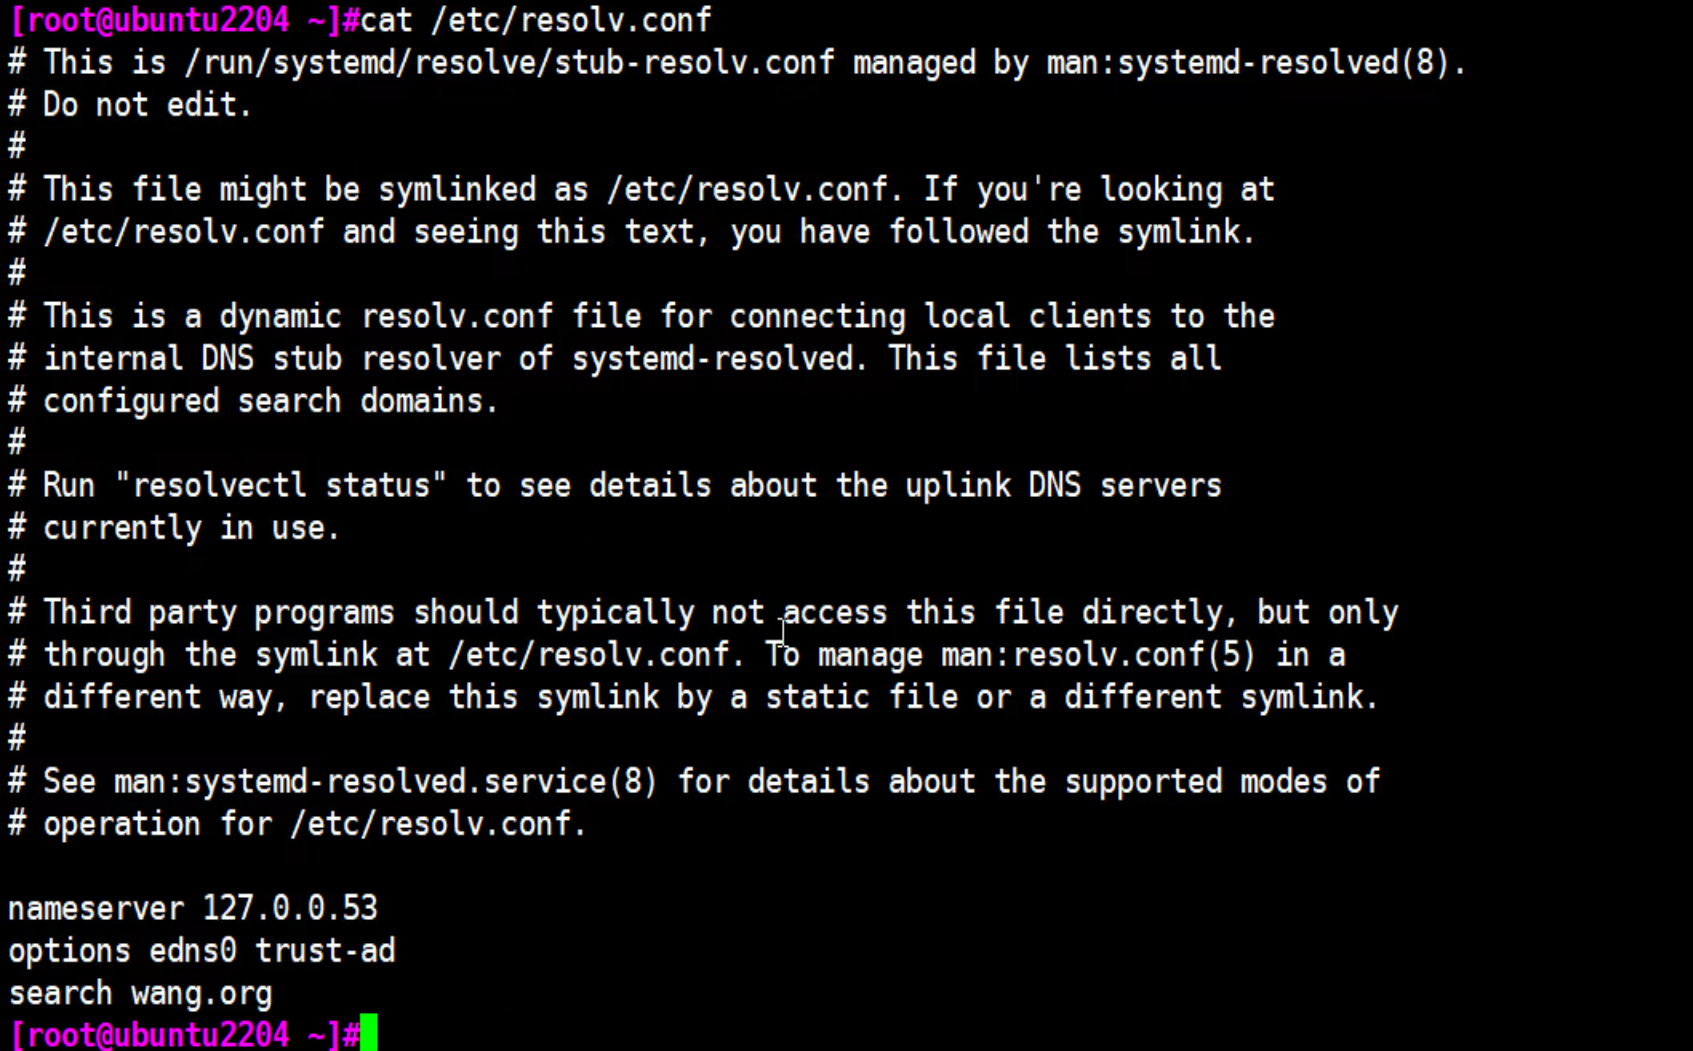 [root@ubuntu2204 ~]#cat /etc/resolv.conf
# This is /run/systemd/resolve/stub-resolv.conf managed by man:systemd-resolved(8).
# Do not edit.
#
# This file might be symlinked as /etc/resolv.conf. If you're looking at
# /etc/resolv.conf and seeing this text, you have followed the symlink.
#
# This is a dynamic resolv.conf file for connecting local clients to the
# internal DNS stub resolver of systemd-resolved. This file lists all
# configured search domains.
#
# Run "resolvectl status" to see details about the uplink DNS servers
# currently in use.
#
# Third party programs should typically not access this file directly, but only
# through the symlink at /etc/resolv.conf. To manage man:resolv.conf(5) in a
# different way, replace this symlink by a static file or a different symlink.
#
# See man:systemd-resolved.service(8) for details about the supported modes of
# operation for /etc/resolv.conf.

nameserver 127.0.0.53
options edns0 trust-ad
search wang.org
[root@ubuntu2204 ~]#